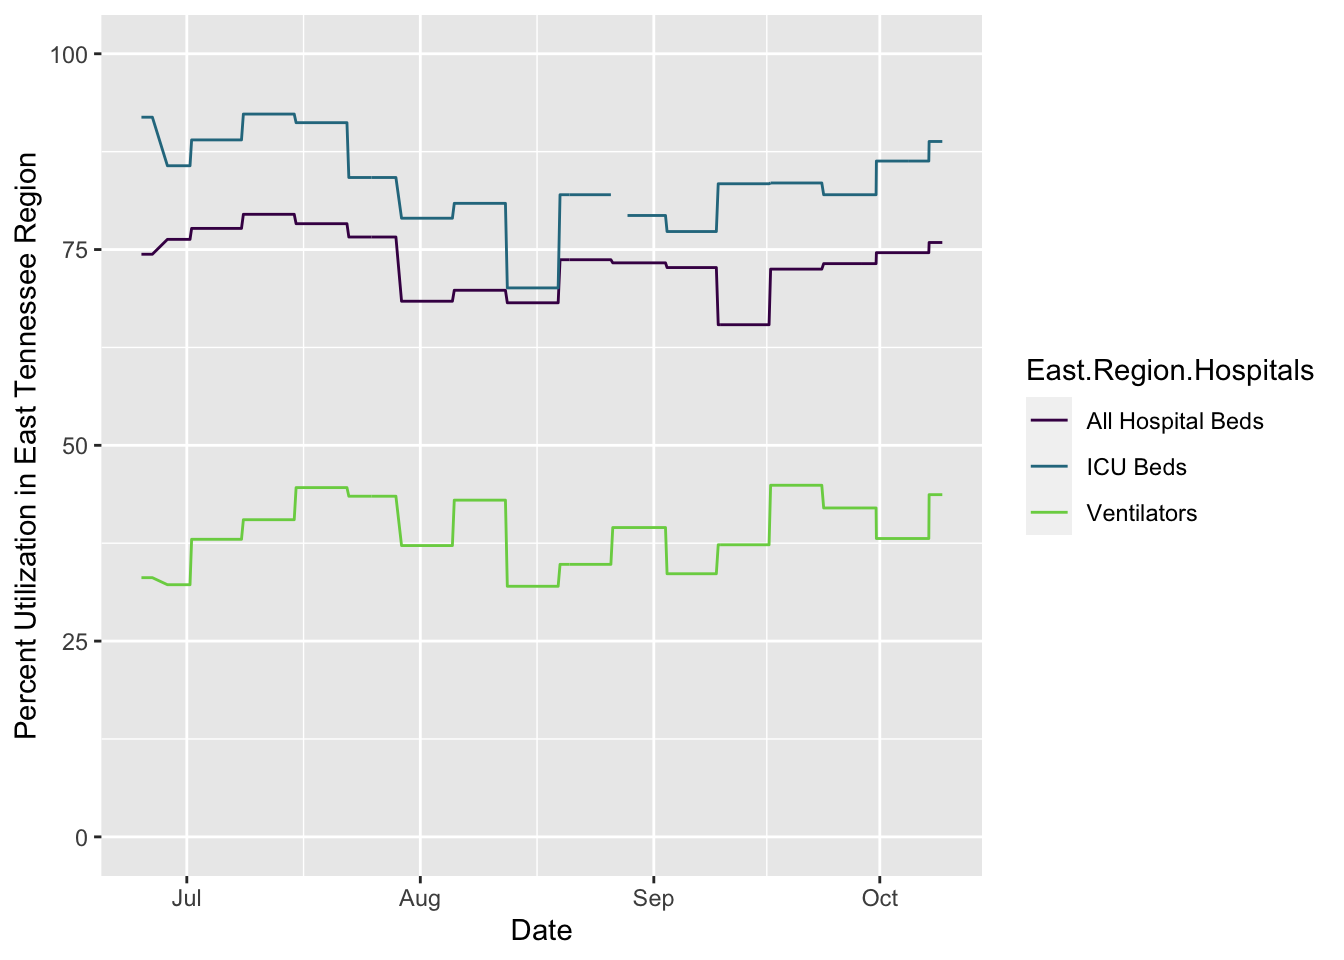 Percent Utilization in East Tennessee Region
100
75
50
25
0
Jul
Aug
Sep
Oct
Date
East.Region.Hospitals
All Hospital Beds
ICU Beds
Ventilators